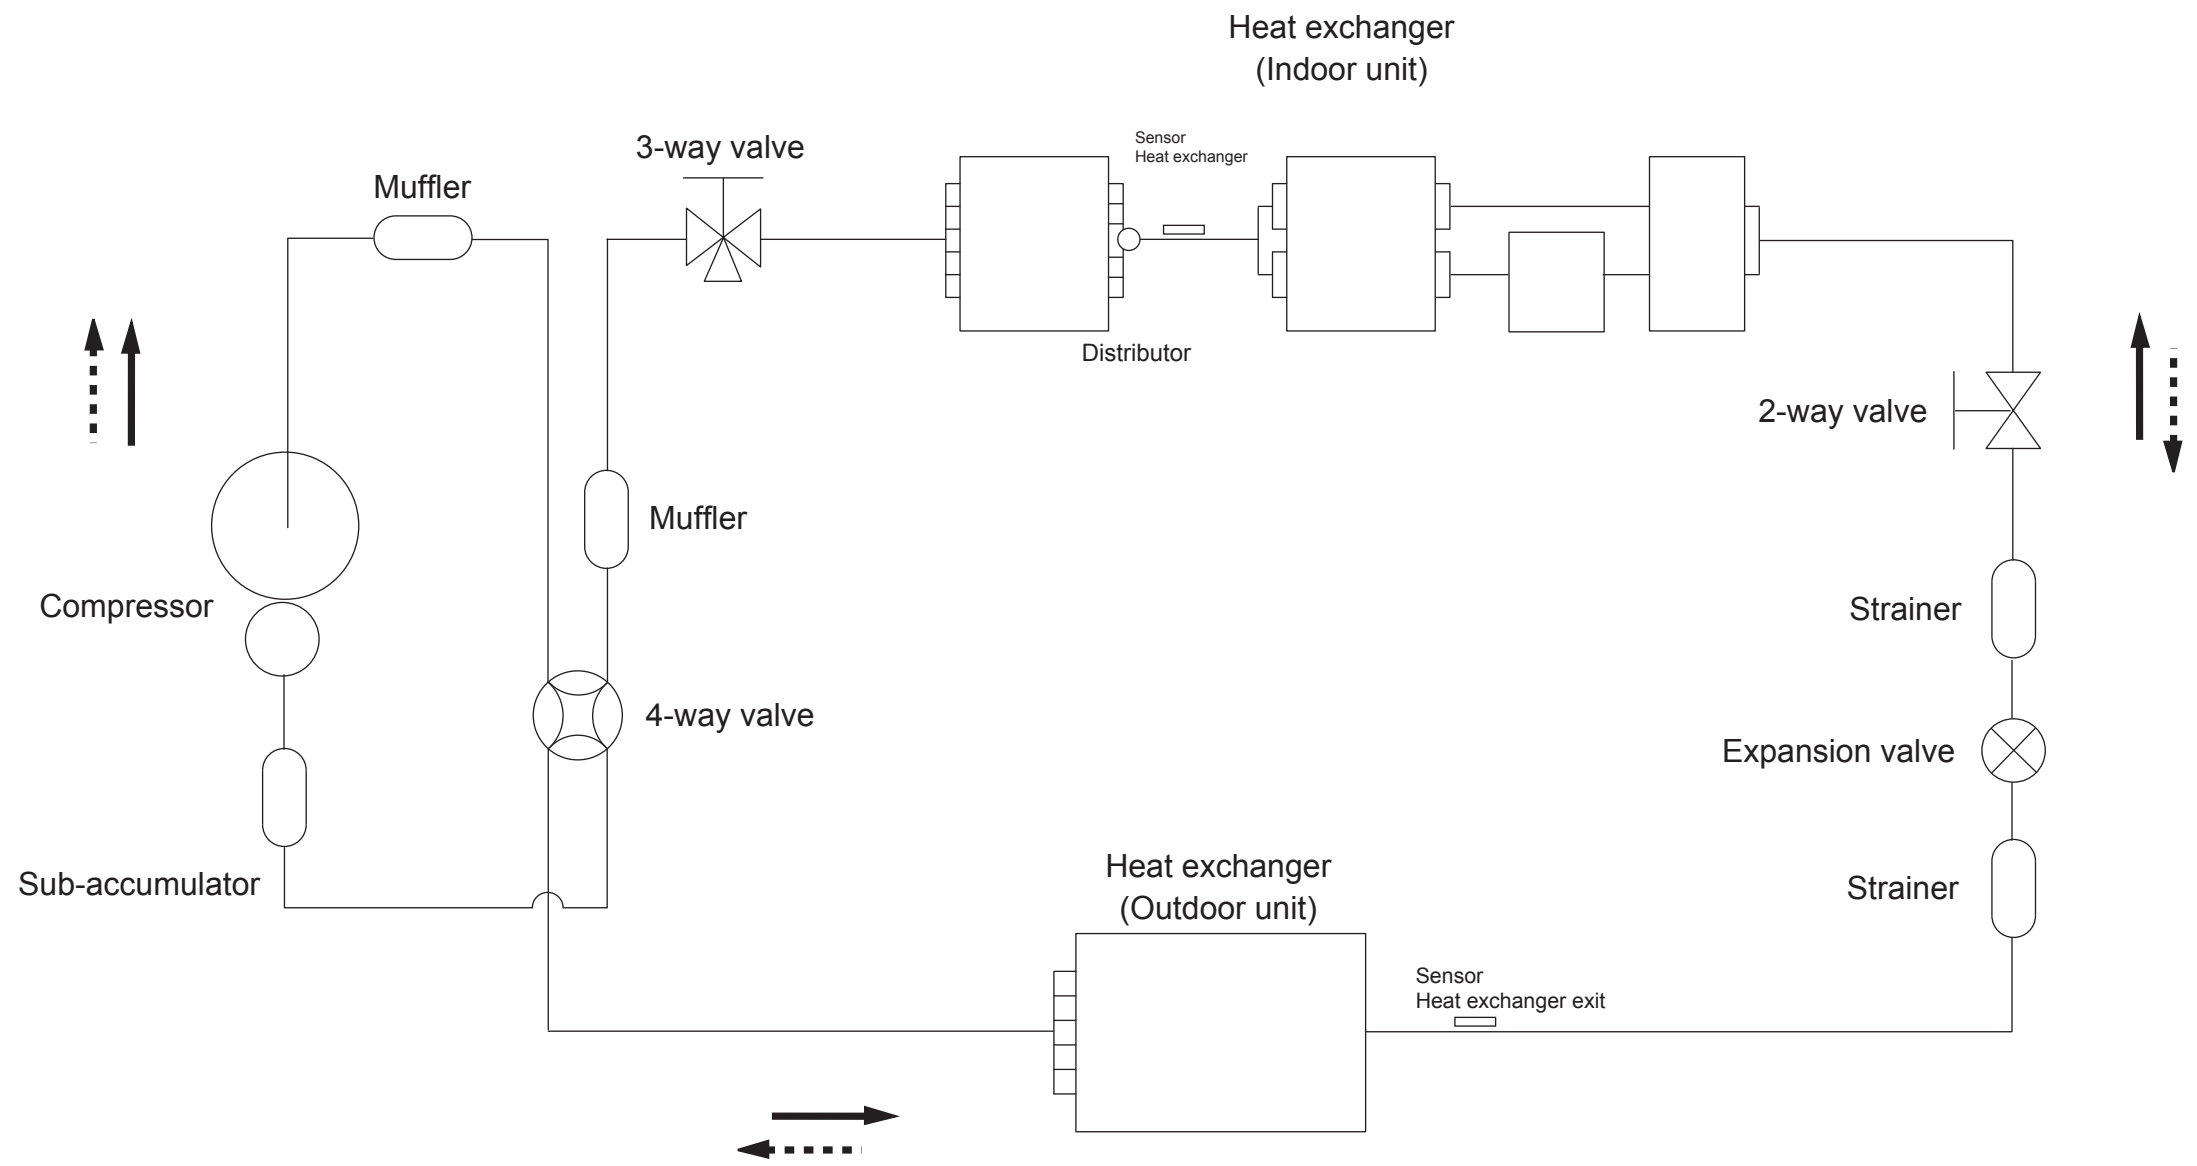 Heat exchanger
(Indoor unit)
Sensor
Heat exchanger
3-way valve
Muffler
Distributor
2-way valve
Muffler
Compressor
Strainer
4-way valve
Expansion valve
Sub-accumulator
Heat exchanger
(Outdoor unit)
Strainer
Sensor
Heat exchanger exit